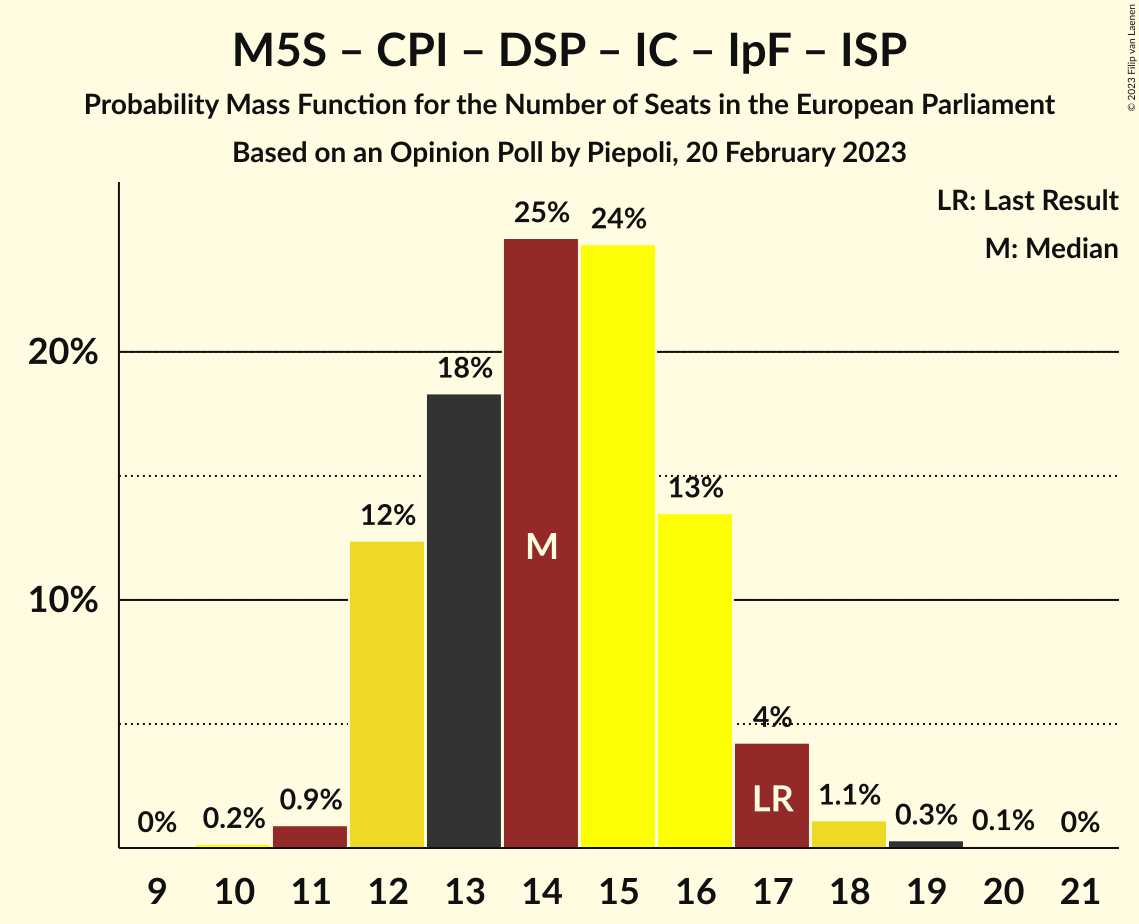 M5S – CPI – DSP – IC – IpF – ISP
Probability Mass Function for the Number of Seats in the European Parliament
Based on an Opinion Poll by Piepoli, 20 February 2023
© 2023 Filip van Laenen
LR: Last Result
M: Median
20%
10%
0%
0.2%
0.9%
12%
18%
25%
24%
13%
4%
1.1%
0.3%
0.1%
0%
M
LR
9 10 11 12 13 14 15 16 17 18 19 20 21